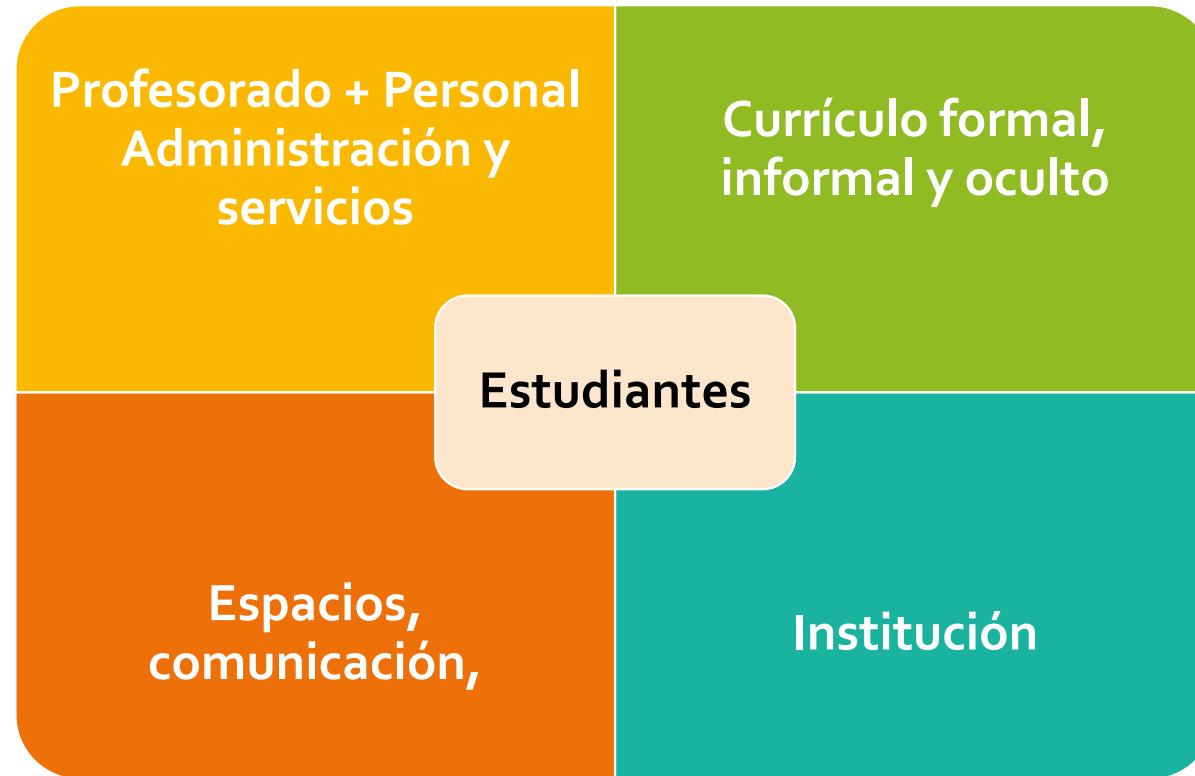 Profesorado + Personal
Administración y
servicios
Currículo formal,
informal y oculto
Estudiantes
Espacios,
comunicación,
Institución